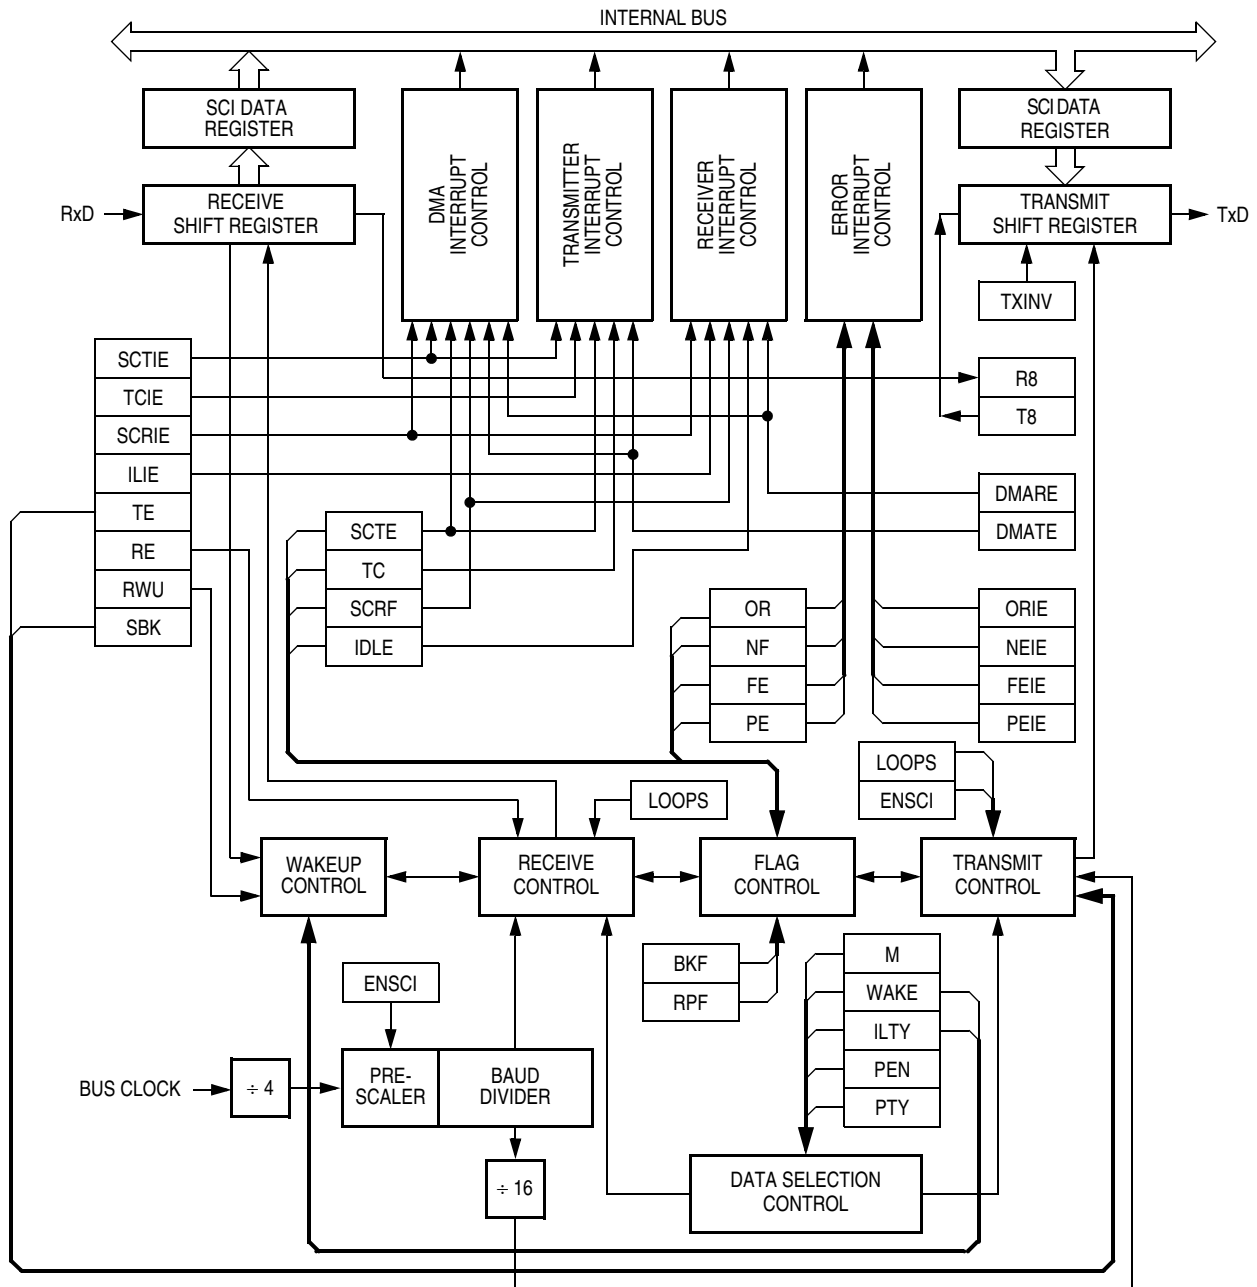 INTERNAL BUS
SCI DATA
REGISTER
SCI DATA
REGISTER
DMA
INTERRUPT
CONTROL
TRANSMITTER
INTERRUPT
CONTROL
RECEIVER
INTERRUPT
CONTROL
ERROR
INTERRUPT
CONTROL
RxD
RECEIVE
SHIFT REGISTER
TRANSMIT
SHIFT REGISTER
TxD
TXINV
SCTIE
TCIE
SCRIE
ILIE
TE
RE
RWU
SBK
R8
T8
DMARE
DMATE
SCTE
TC
SCRF
IDLE
OR
NF
FE
PE
ORIE
NEIE
FEIE
PEIE
LOOPS
ENSCI
LOOPS
WAKEUP
CONTROL
RECEIVE
CONTROL
FLAG
CONTROL
TRANSMIT
CONTROL
BKF
RPF
M
WAKE
ILTY
PEN
PTY
ENSCI
BUS CLOCK
÷ 4
PRE-
SCALER
BAUD
DIVIDER
÷ 16
DATA SELECTION
CONTROL